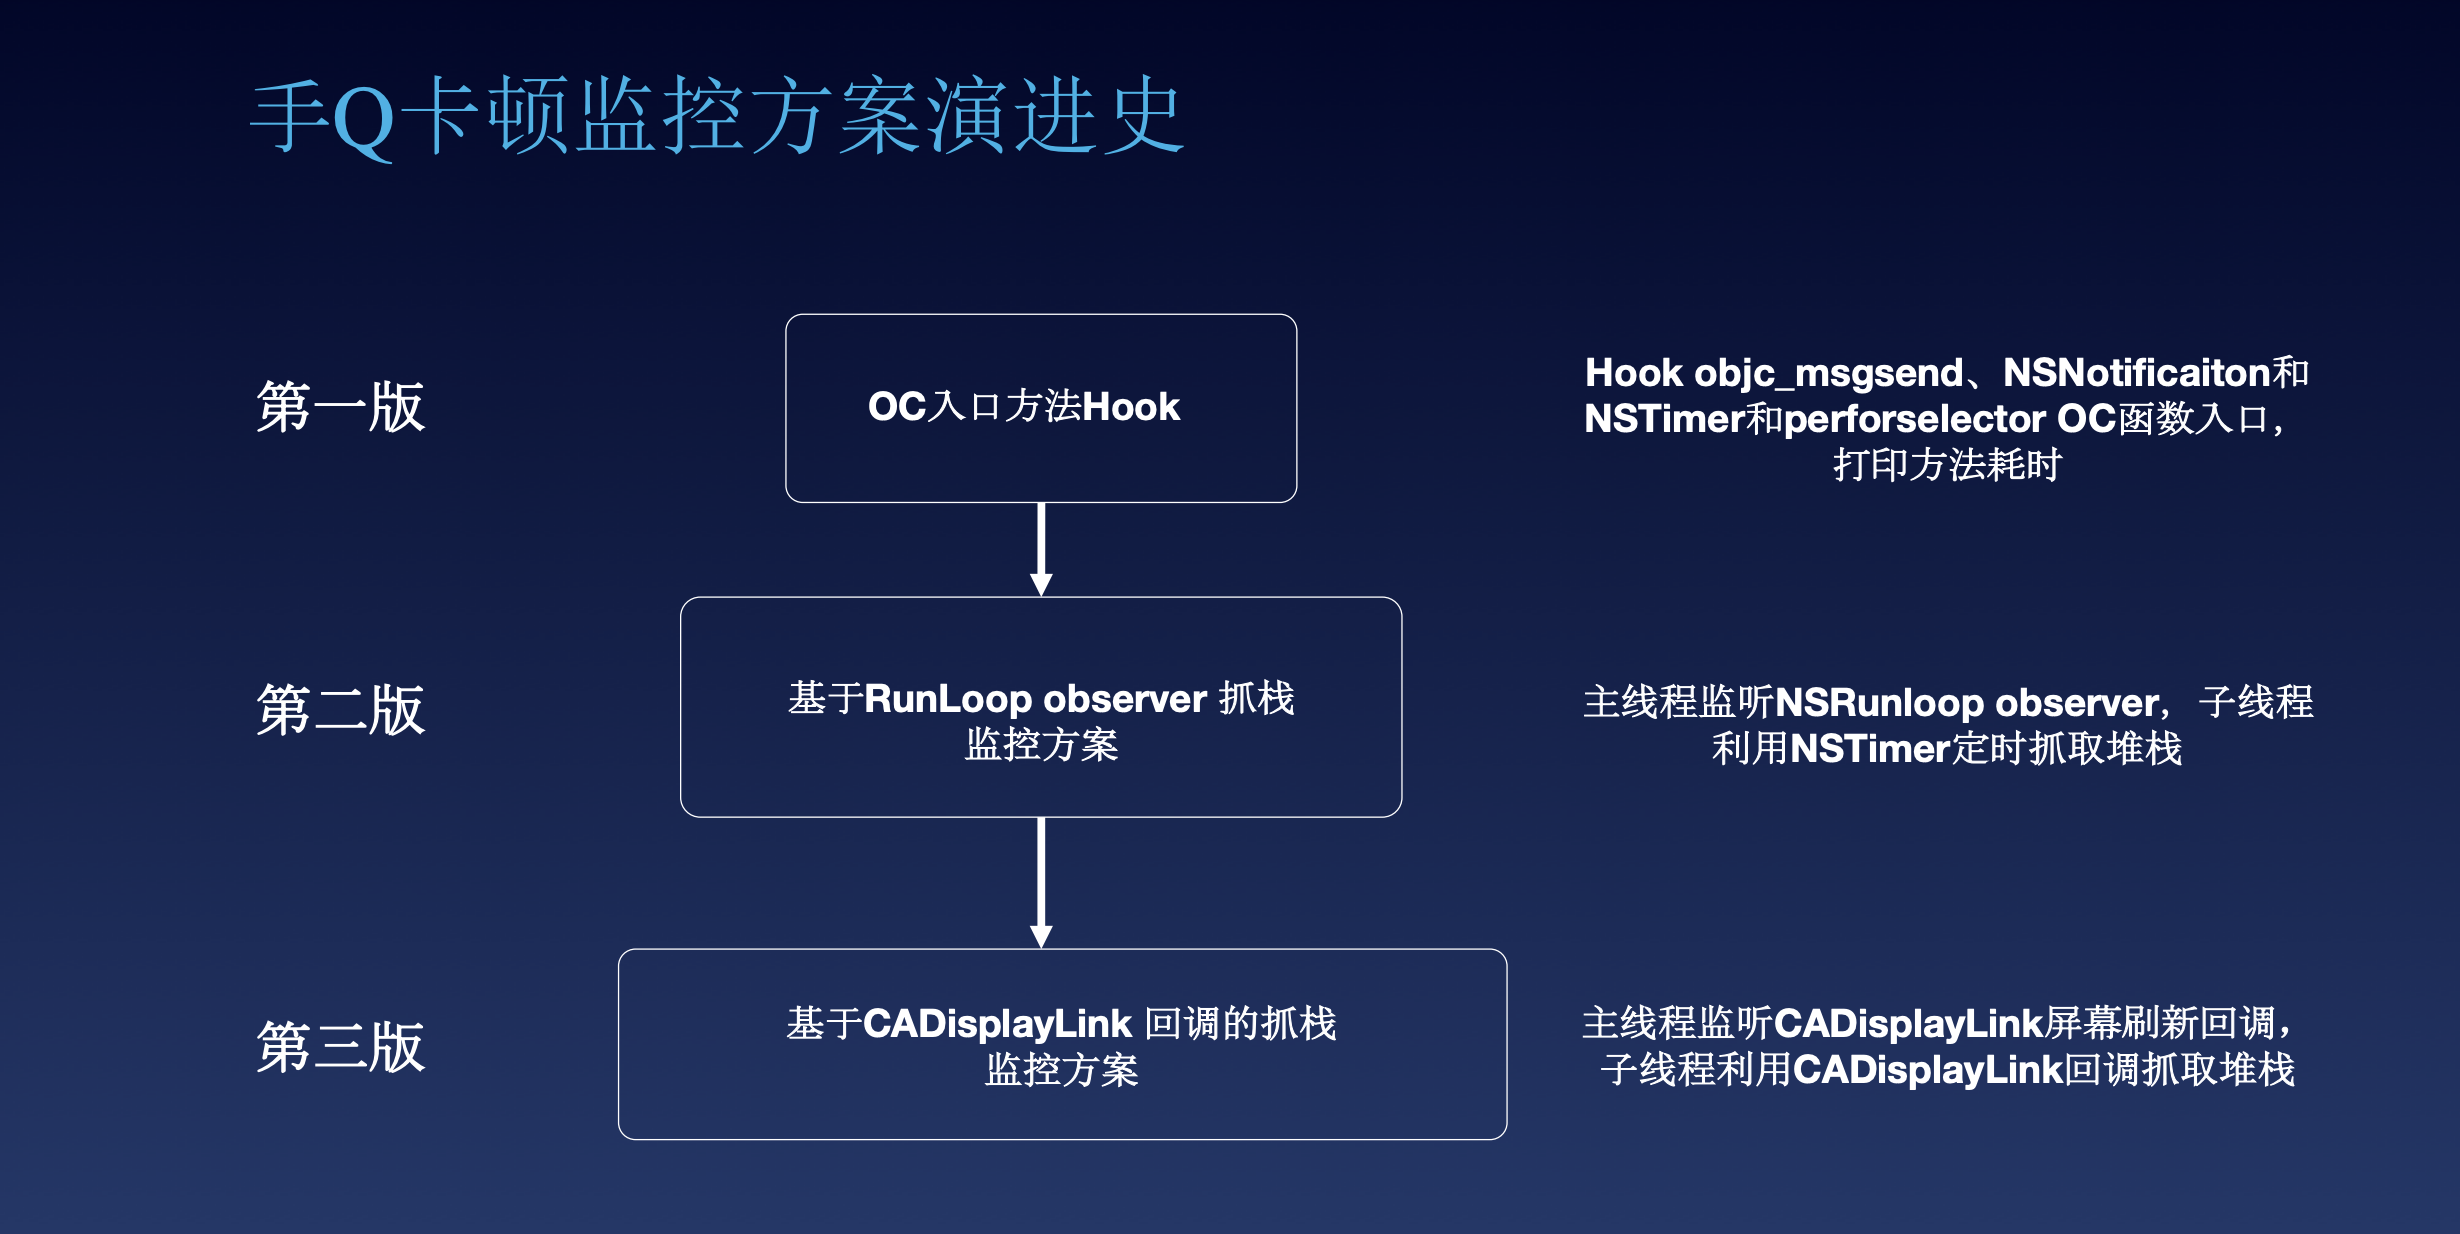 手Q卡顿监控方案演进史
第一版
OC入口方法Hook
Hook objc_msgsend、NSNotificaiton和
NSTimer和perforselector OC函数入口，
打印方法耗时
第二版
基于RunLoop observer 抓栈
监控方案
主线程监听NSRunloop observer，子线程
利用NSTimer定时抓取堆栈
第三版
基于CADisplayLink 回调的抓栈
监控方案
主线程监听CADisplayLink屏幕刷新回调，
子线程利用CADisplayLink回调抓取堆栈